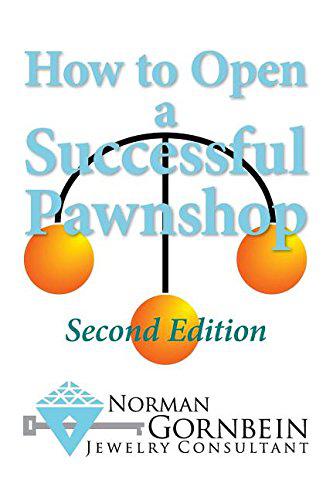 How to Open
a
Successful
Pawnshop
Second Edition
NORMAN
GORNBEIN
JEWELRY CONSULTANT